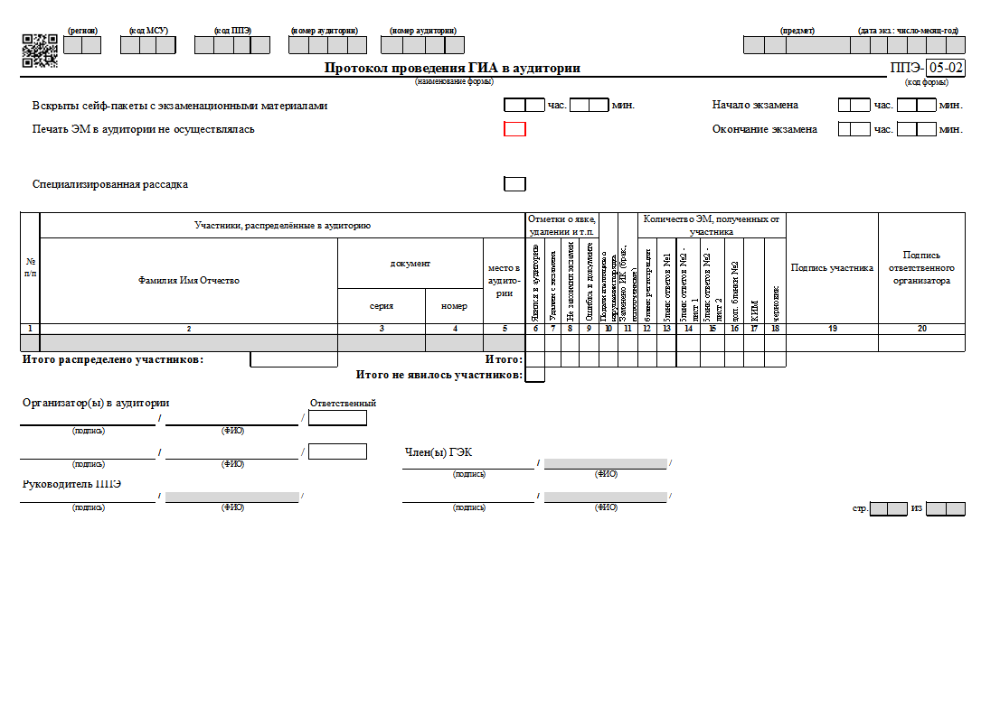 (регион) (код МСУ) (код ППЭ) (номер аудитории) (номер аудитории) (предмет) (дата экз.: число-месяц-год)
Протокол проведения ГИА в аудитории
ППЭ- 05-02
(наименование формы) (код формы)
Вскрыты сейф-пакеты с экзаменационными материалами час. мин. Начало экзамена час. мин.
Печать ЭМ в аудитории не осуществлялась Окончание экзамена час. мин.
Специализированная рассадка
№ п/п
Участники, распределённые в аудиторию
Фамилия Имя Отчество
документ
серия
номер
место в аудито-
рии
Отметки о явке,
удалении и т.п.
Явился в аудиторию
Удален с экзамена
Не закончил экзамен
Ошибка в документе
Заменено ИК (брак,
Количество ЭМ, полученных от
участника
бланк регистрации
бланк ответов №1
бланк ответов №2 -
лист 1
бланк ответов №2 -
лист 2
доп. бланки №2
КИМ
черновик
Подпись участника
Подпись
ответственного
организатора
1 2 3 4 5 6 7 8 9 10 11 12 13 14 15 16 17 18 19 20
Итого распределено участников: Итого:
Итого не явилось участников:
Организатор(ы) в аудитории Ответственный
/ /
(подпись) (ФИО)
/ / Член(ы) ГЭК
(подпись) (ФИО) / /
(подпись) (ФИО)
Руководитель ППЭ
/ / / /
(подпись) (ФИО) (подпись) (ФИО)
стр. из